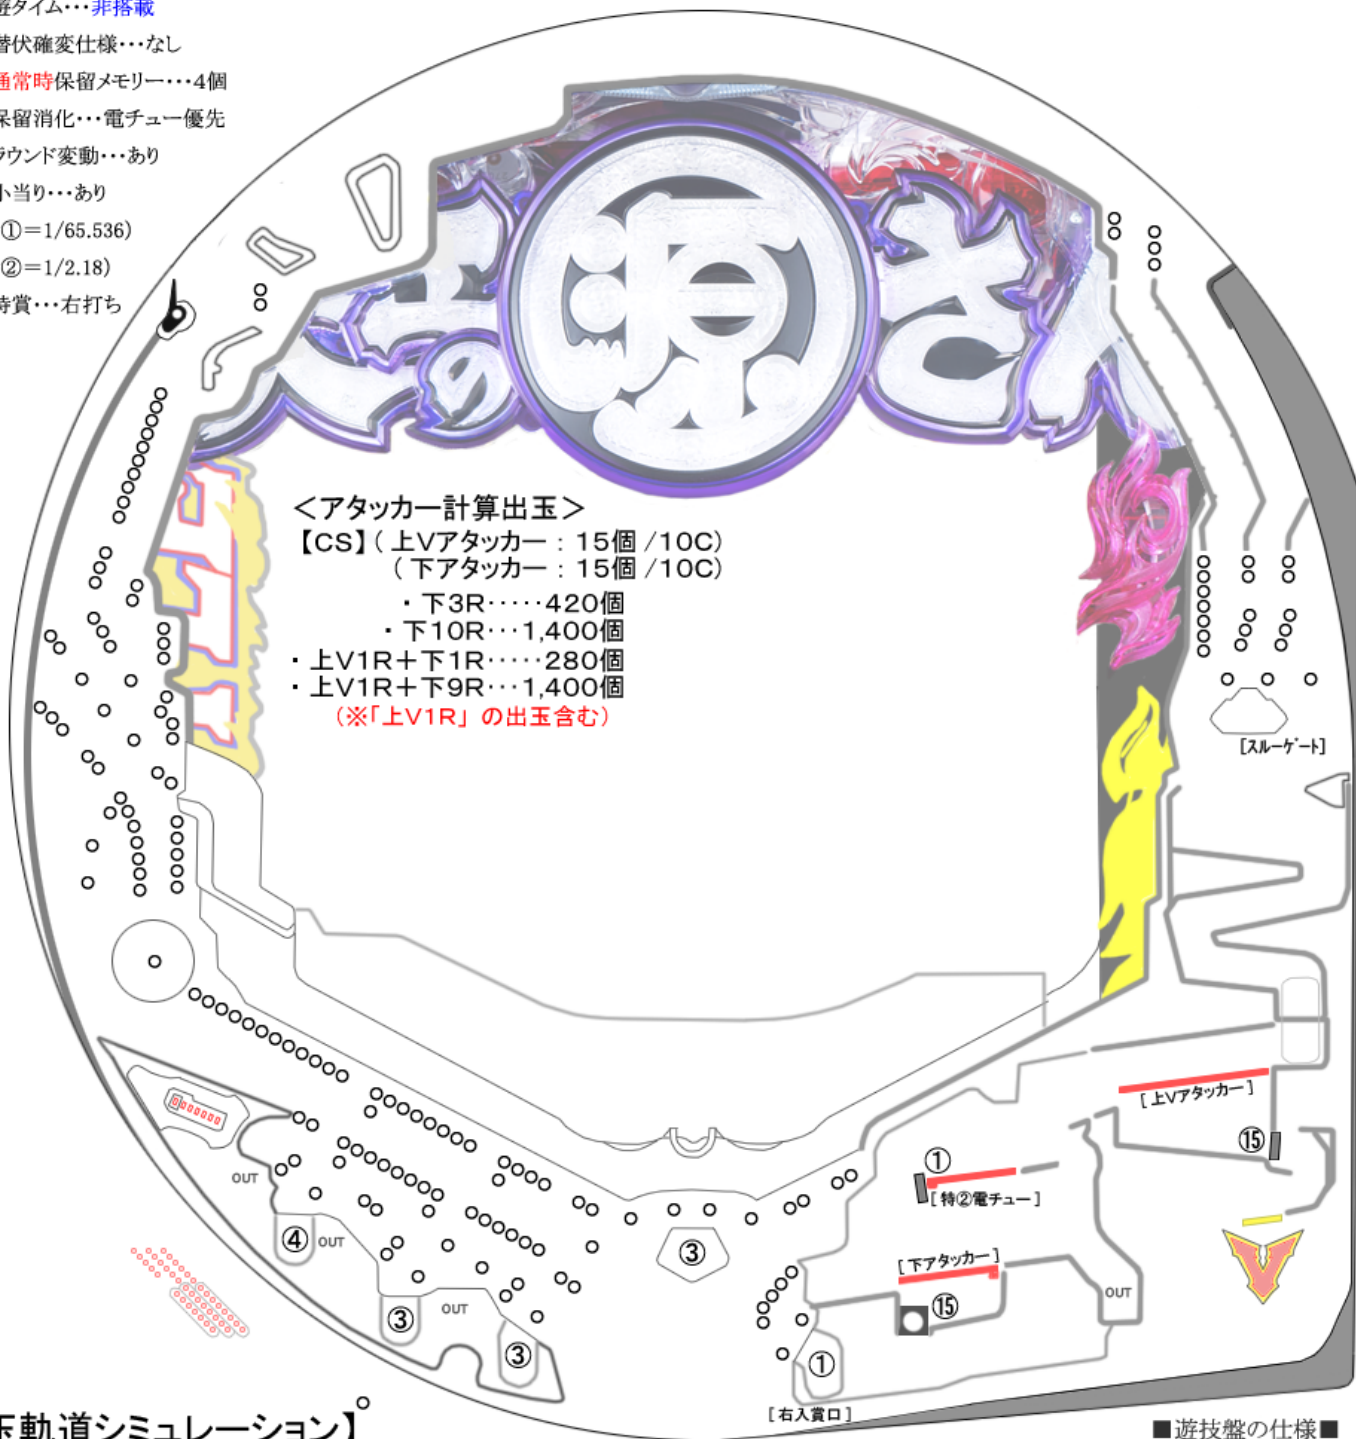 遊タイム･･･非搭載
潜伏確変仕様･･･なし
通常時保留メモリー･･･4個
保留消化･･･電チュー優先
ラウンド変動･･･あり
小当り･･･あり
①＝1/65.536)
②＝1/2.18)
特賞･･･右打ち
源さん
＜アタッカー計算出玉＞
【CS】( 上Vアタッカー : 15個 /10C)
( 下アタッカー : 15個 /10C)
・下3R‥‥‥420個
・下10R･･･1,400個
・上V1R＋下1R‥‥‥280個
・上V1R＋下9R･･･1,400個
(※「上V1R」の出玉含む)
[スルーゲート]
[ 上Vアタッカー ]
⑮
①
[ 特②電チュー ]
OUT
④
OUT
③
[ 下アタッカー ]
V
OUT
⑮
OUT
③
③
①
[ 右入賞口 ]
玉軌道シミュレーション】
■遊技盤の仕様■